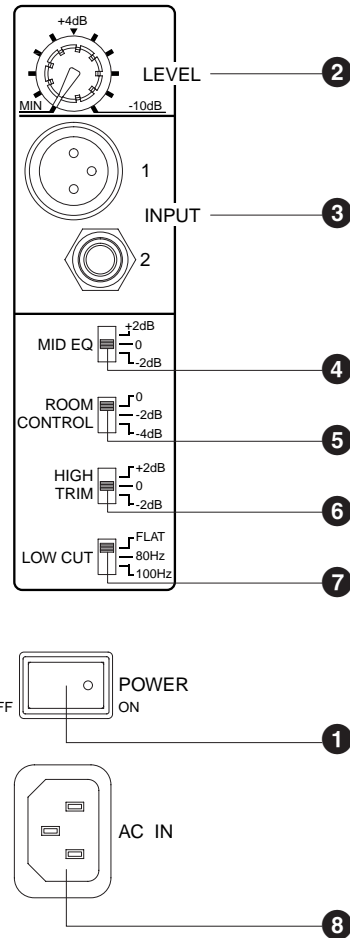 +4dB
LEVEL
2
MIN
-10dB
1
INPUT
3
2
+2dB
MID EQ
0
-2dB
4
0
ROOM
CONTROL
-2dB
-4dB
5
+2dB
HIGH
TRIM
0
-2dB
6
FLAT
LOW CUT
80Hz
100Hz
7
POWER
FF
ON
1
AC IN
8